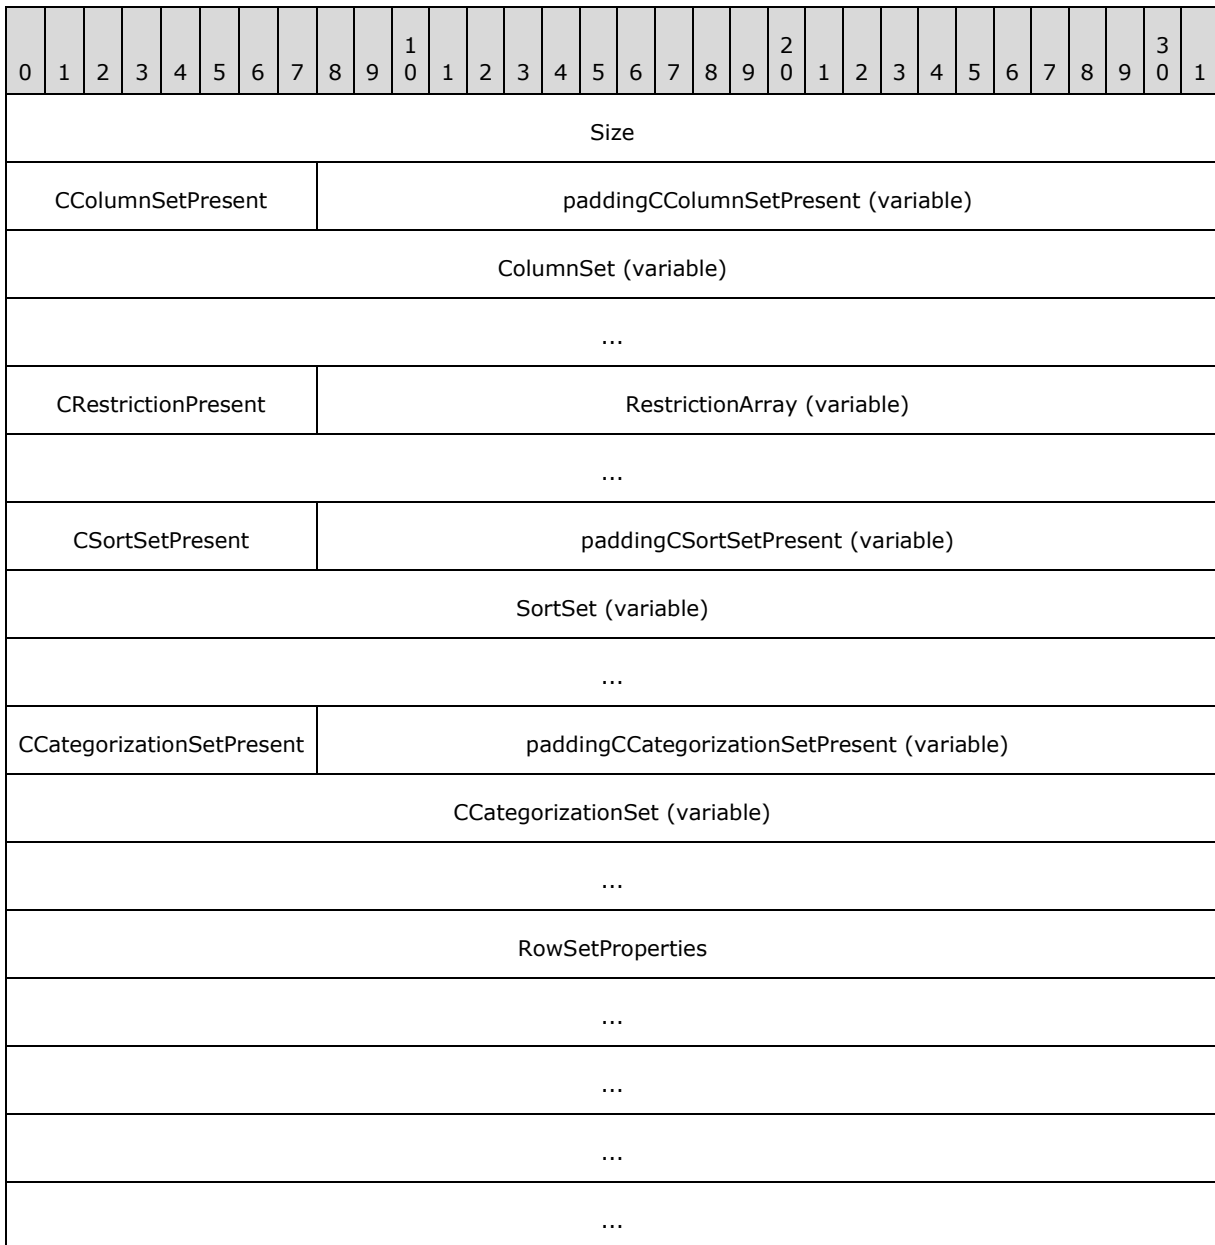 1 2 3
0 1 2 3 4 5 6 7 8 9 0 1 2 3 4 5 6 7 8 9 0 1 2 3 4 5 6 7 8 9 0 1
Size
CColumnSetPresent paddingCColumnSetPresent (variable)
ColumnSet (variable)
...
CRestrictionPresent RestrictionArray (variable)
...
CSortSetPresent paddingCSortSetPresent (variable)
SortSet (variable)
...
CCategorizationSetPresent paddingCCategorizationSetPresent (variable)
CCategorizationSet (variable)
...
RowSetProperties
...
...
...
...